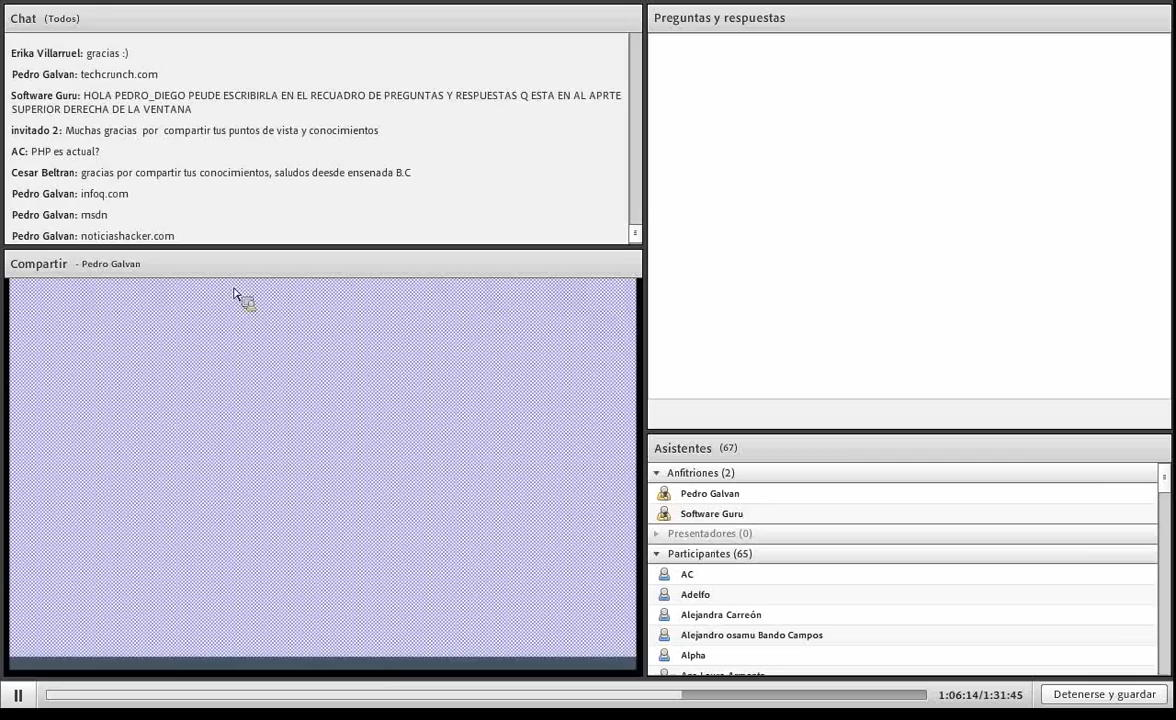 Chat (Todos)
Erika Villarruel: gracias :)
Pedro Galvan: techcrunch.com
Software Guru: HOLA PEDRO_DIEGO PEUDE ESCRIBIRLA EN EL RECUADRO DE PREGUNTAS Y RESPUESTAS Q ESTA EN AL APRTE
SUPERIOR DERECHA DE LA VENTANA
invitado 2: Muchas gracias por compartir tus puntos de vista y conocimientos
AC: PHP es actual?
Cesar Beltran: gracias por compartir tus conocimientos, saludos deesde ensenada B.C
Pedro Galvan: infoq.com
Pedro Galvan: msdn
Pedro Galvan: noticiashacker.com
Compartir - Pedro Galvan
Preguntas y respuestas
Asistentes (67)
Anfitriones (2)
Pedro Galvan
Software Guru
Presentadores (0)
Participantes (65)
AC
Adelfo
Alejandra Carreón
Alejandro osamu Bando Campos
Alpha
1:06:14/1:31:45
Detenerse y guardar